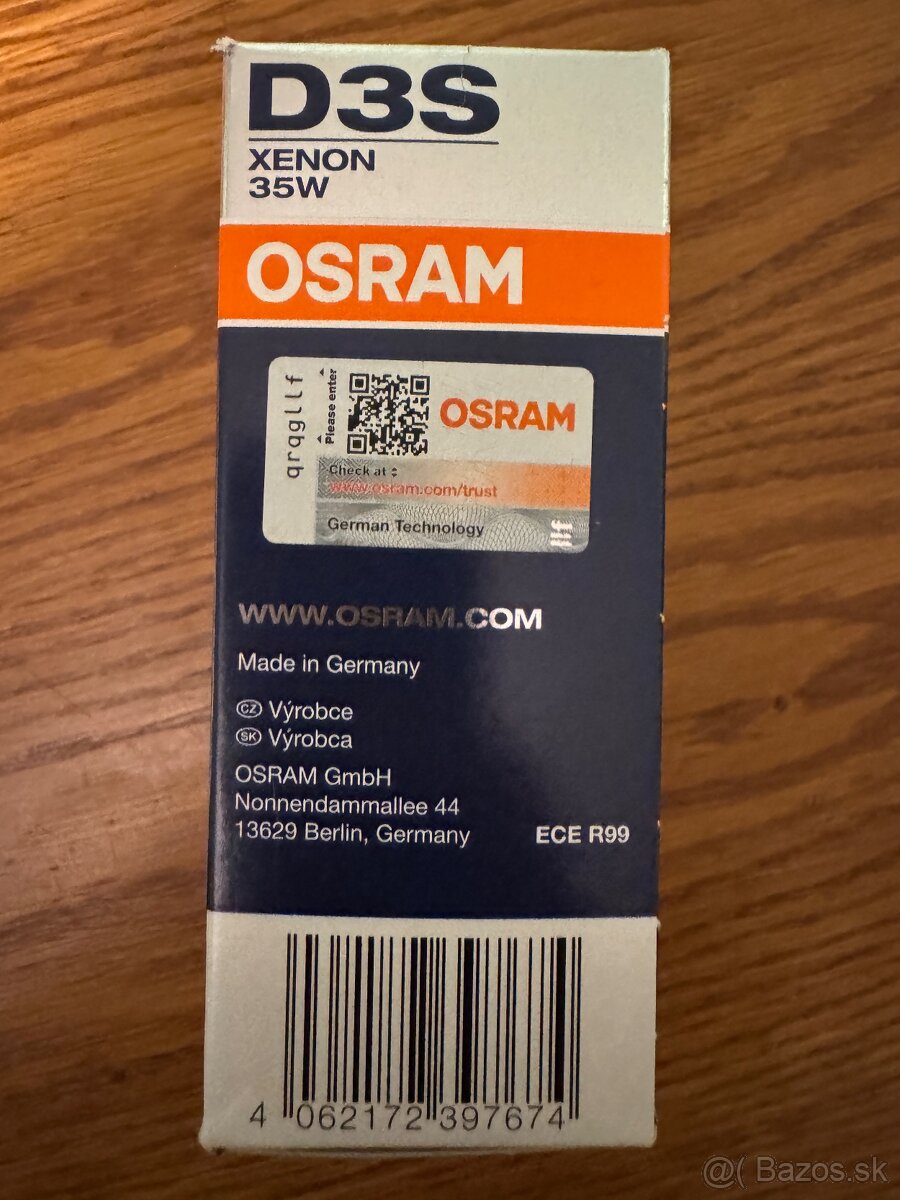 D3S
XENON
35W
OSRAM
qrqgllf
Please enter
OSRAM
Check at
www.osram.com/trust
German Technology
llf
WWW.OSRAM.COM
Made in Germany
CZ Výrobce
SK Výrobca
OSRAM GmbH
Nonnendammallee 44
13629 Berlin, Germany
ECE R99
4 062172 397674
@( Bazos.sk